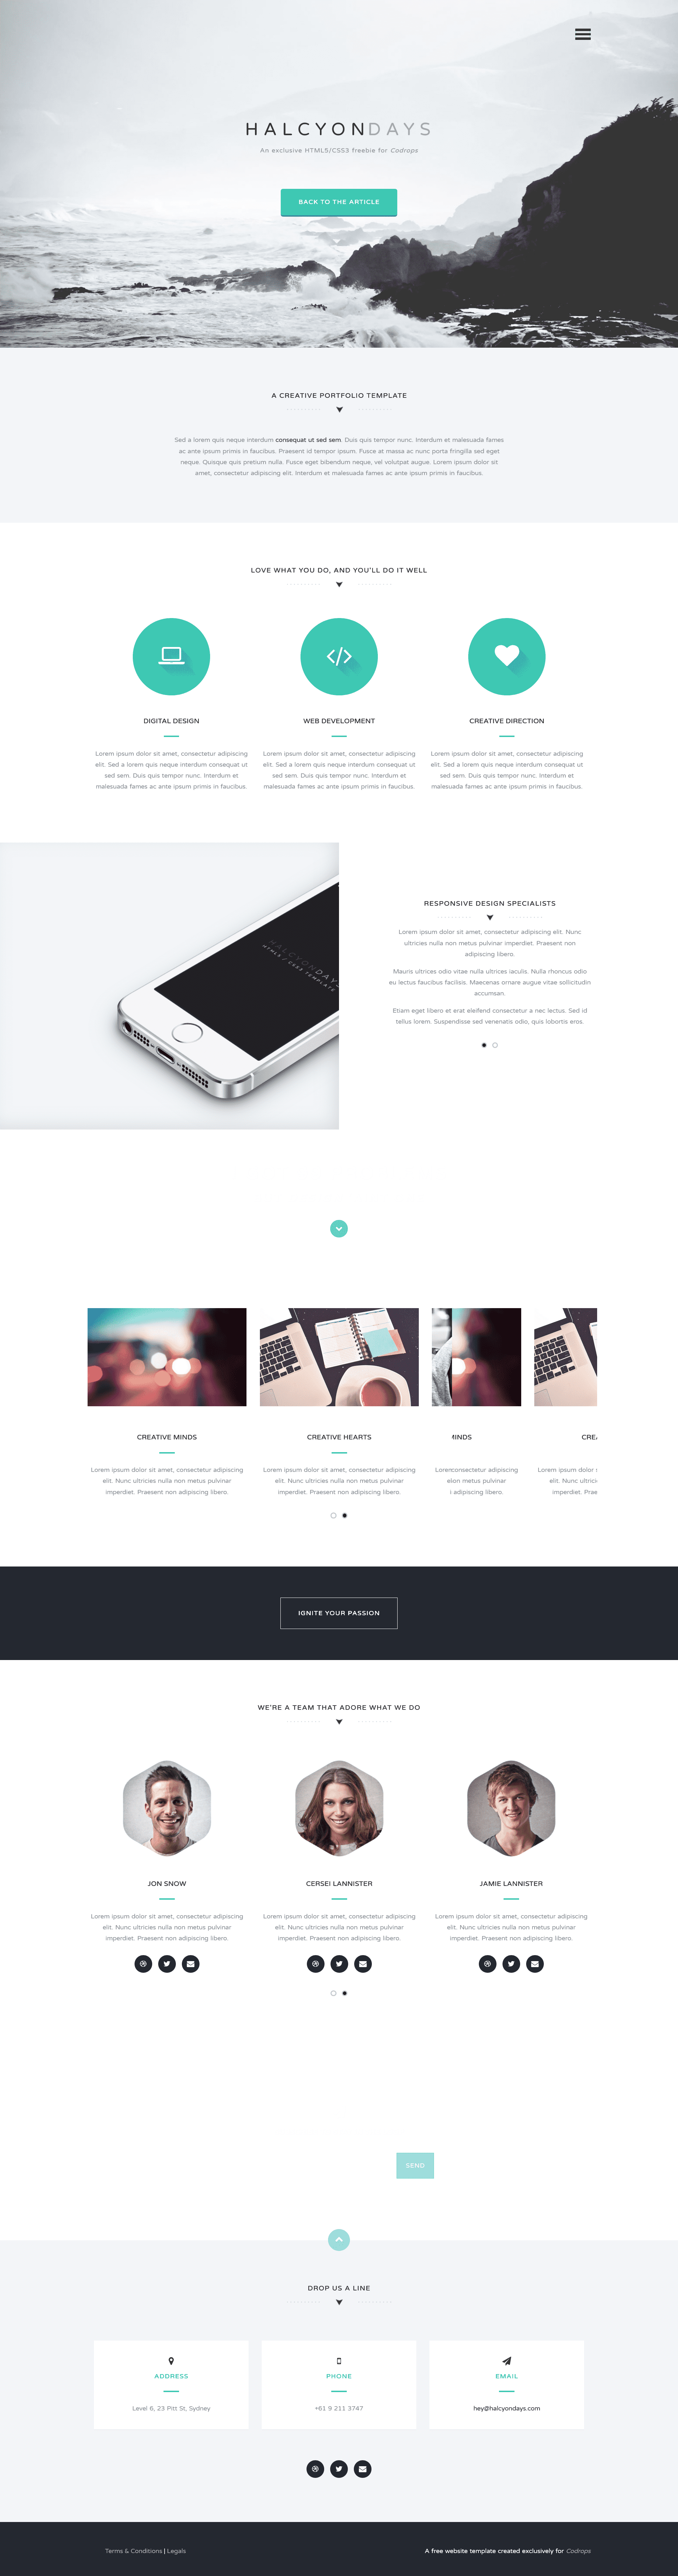 HALCYONDAYS
An exclusive HTML5/CSS3 freebie for Codrops
BACK TO THE ARTICLE
A CREATIVE PORTFOLIO TEMPLATE
Sed a lorem quis neque interdum consequat ut sed sem. Duis quis tempor nunc. Interdum et malesuada fames
ac ante ipsum primis in faucibus. Praesent id tempor ipsum. Fusce at massa ac nunc porta fringilla sed eget
neque. Quisque quis pretium nulla. Fusce eget bibendum neque, vel volutpat augue. Lorem ipsum dolor sit
amet, consectetur adipiscing elit. Interdum et malesuada fames ac ante ipsum primis in faucibus.
LOVE WHAT YOU DO, AND YOU'LL DO IT WELL
DIGITAL DESIGN
Lorem ipsum dolor sit amet, consectetur adipiscing
elit. Sed a lorem quis neque interdum consequat ut
sed sem. Duis quis tempor nunc. Interdum et
malesuada fames ac ante ipsum primis in faucibus.
WEB DEVELOPMENT
Lorem ipsum dolor sit amet, consectetur adipiscing
elit. Sed a lorem quis neque interdum consequat ut
sed sem. Duis quis tempor nunc. Interdum et
malesuada fames ac ante ipsum primis in faucibus.
CREATIVE DIRECTION
Lorem ipsum dolor sit amet, consectetur adipiscing
elit. Sed a lorem quis neque interdum consequat ut
sed sem. Duis quis tempor nunc. Interdum et
malesuada fames ac ante ipsum primis in faucibus.
HALCYONDAYS
HTML5 / CSS3 TEMPLATE
RESPONSIVE DESIGN SPECIALISTS
Lorem ipsum dolor sit amet, consectetur adipiscing elit. Nunc
ultricies nulla non metus pulvinar imperdiet. Praesent non
adipiscing libero.
Mauris ultrices odio vitae nulla ultrices iaculis. Nulla rhoncus odio
eu lectus faucibus facilisis. Maecenas ornare augue vitae sollicitudin
accumsan.
Etiam eget libero et erat eleifend consectetur a nec lectus. Sed id
tellus lorem. Suspendisse sed venenatis odio, quis lobortis eros.
CREATIVE MINDS
Lorem ipsum dolor sit amet, consectetur adipiscing
elit. Nunc ultricies nulla non metus pulvinar
imperdiet. Praesent non adipiscing libero.
CREATIVE HEARTS
Lorem ipsum dolor sit amet, consectetur adipiscing
elit. Nunc ultricies nulla non metus pulvinar
imperdiet. Praesent non adipiscing libero.
MINDS
consectetur adipiscing
non metus pulvinar
adipiscing libero.
CREA
Lorem ipsum dolor
elit. Nunc
imperdiet.
IGNITE YOUR PASSION
WE'RE A TEAM THAT ADORE WHAT WE DO
JON SNOW
Lorem ipsum dolor sit amet, consectetur adipiscing
elit. Nunc ultricies nulla non metus pulvinar
imperdiet. Praesent non adipiscing libero.
CERSEI LANNISTER
Lorem ipsum dolor sit amet, consectetur adipiscing
elit. Nunc ultricies nulla non metus pulvinar
imperdiet. Praesent non adipiscing libero.
JAMIE LANNISTER
Lorem ipsum dolor sit amet, consectetur adipiscing
elit. Nunc ultricies nulla non metus pulvinar
imperdiet. Praesent non adipiscing libero.
SEND
DROP US A LINE
ADDRESS
Level 6, 23 Pitt St, Sydney
PHONE
+61 9 211 3747
EMAIL
hey@halcyondays.com
Terms & Conditions | Legals
A free website template created exclusively for Codrops